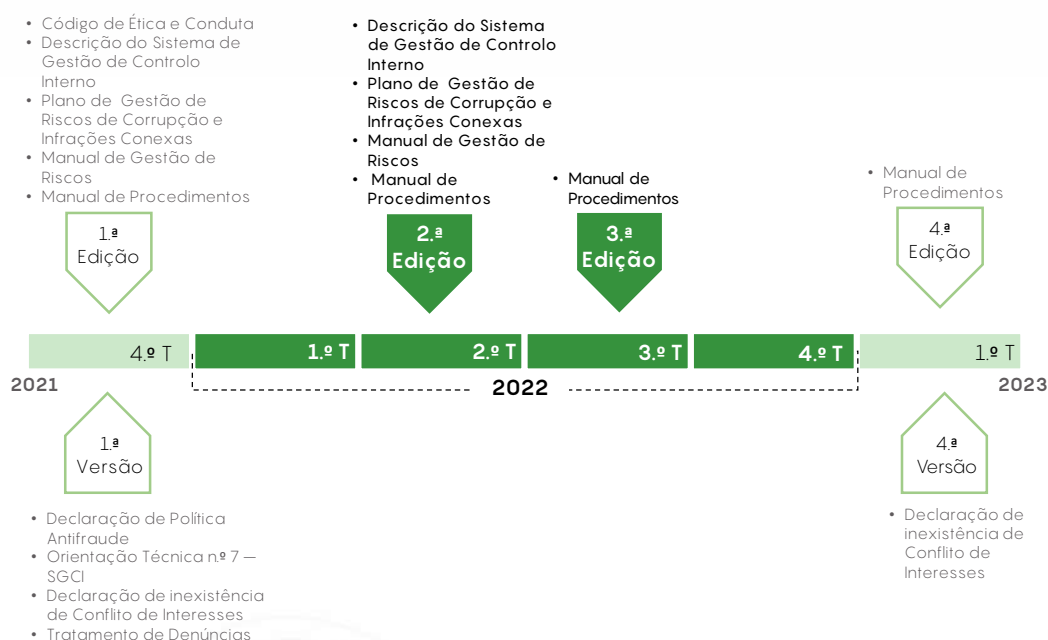 • Código de Ética e Conduta
• Descrição do Sistema de
Gestão de Controlo
Interno
• Plano de Gestão de
Riscos de Corrupção e
Infrações Conexas
• Manual de Gestão de
Riscos
• Manual de Procedimentos
• Descrição do Sistema
de Gestão de Controlo
Interno
• Plano de Gestão de
Riscos de Corrupção e
Infrações Conexas
• Manual de Gestão de
Riscos
• Manual de
Procedimentos
• Manual de
Procedimentos
• Manual de
Procedimentos
1.ª
Edição
2.ª
Edição
3.ª
Edição
4.ª
Edição
4.º T
1.º T
2.º T
3.º T
4.º T
1.º T
2021
2022
2023
1.ª
Versão
4.ª
Versão
• Declaração de Política
Antifraude
• Orientação Técnica n.º 7 –
SGCI
• Declaração de inexistência
de Conflito de Interesses
• Tratamento de Denúncias
• Declaração de
inexistência de
Conflito de
Interesses